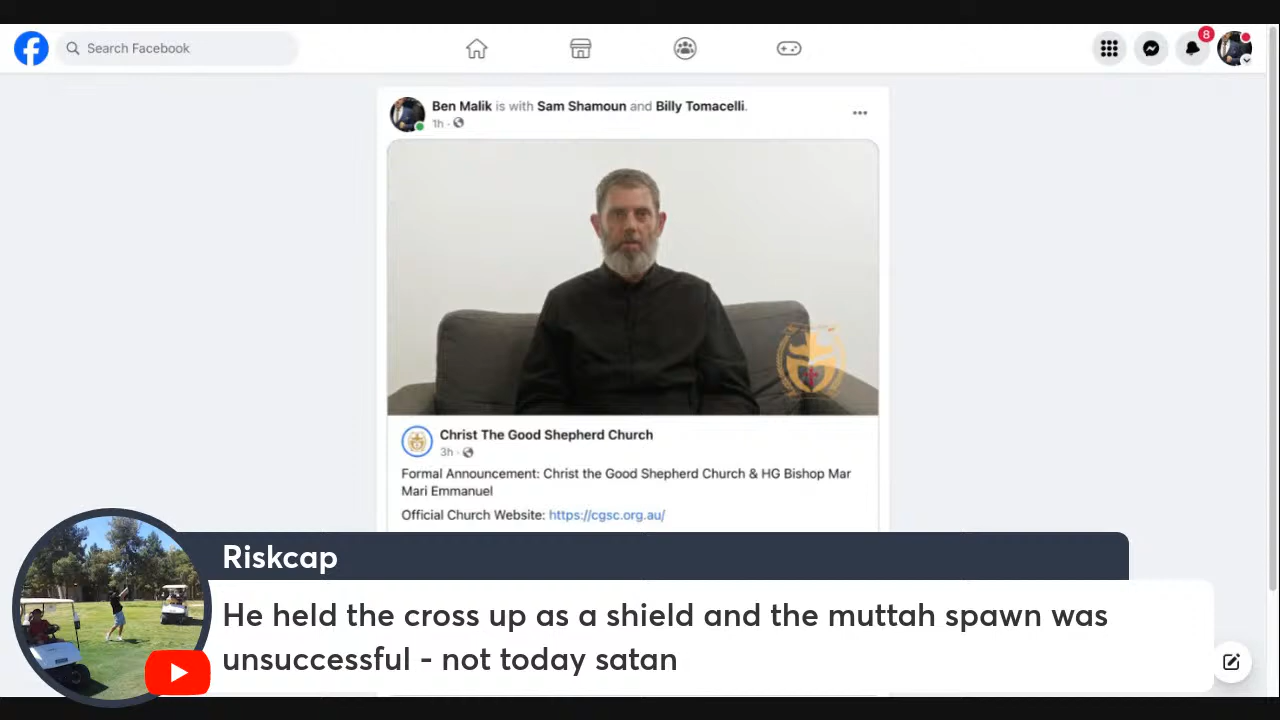 Search Facebook
8
Ben Malik is with Sam Shamoun and Billy Tomacelli.
1h ·
Christ The Good Shepherd Church
3h ·
Formal Announcement: Christ the Good Shepherd Church & HG Bishop Mar
Mari Emmanuel
Official Church Website: https://cgsc.org.au/
Riskcap
He held the cross up as a shield and the muttah spawn was
unsuccessful - not today satan